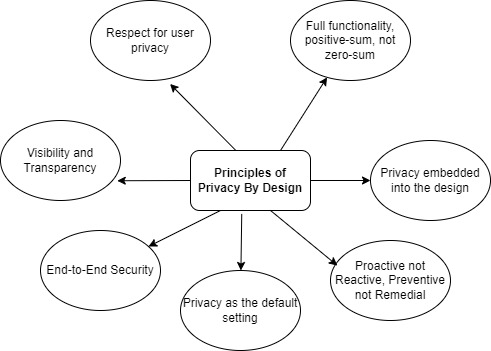 Respect for user
privacy
Full functionality,
positive-sum, not
zero-sum
Visibility and
Transparency
Principles of
Privacy By Design
Privacy embedded
into the design
End-to-End Security
Privacy as the default
setting
Proactive not
Reactive, Preventive
not Remedial